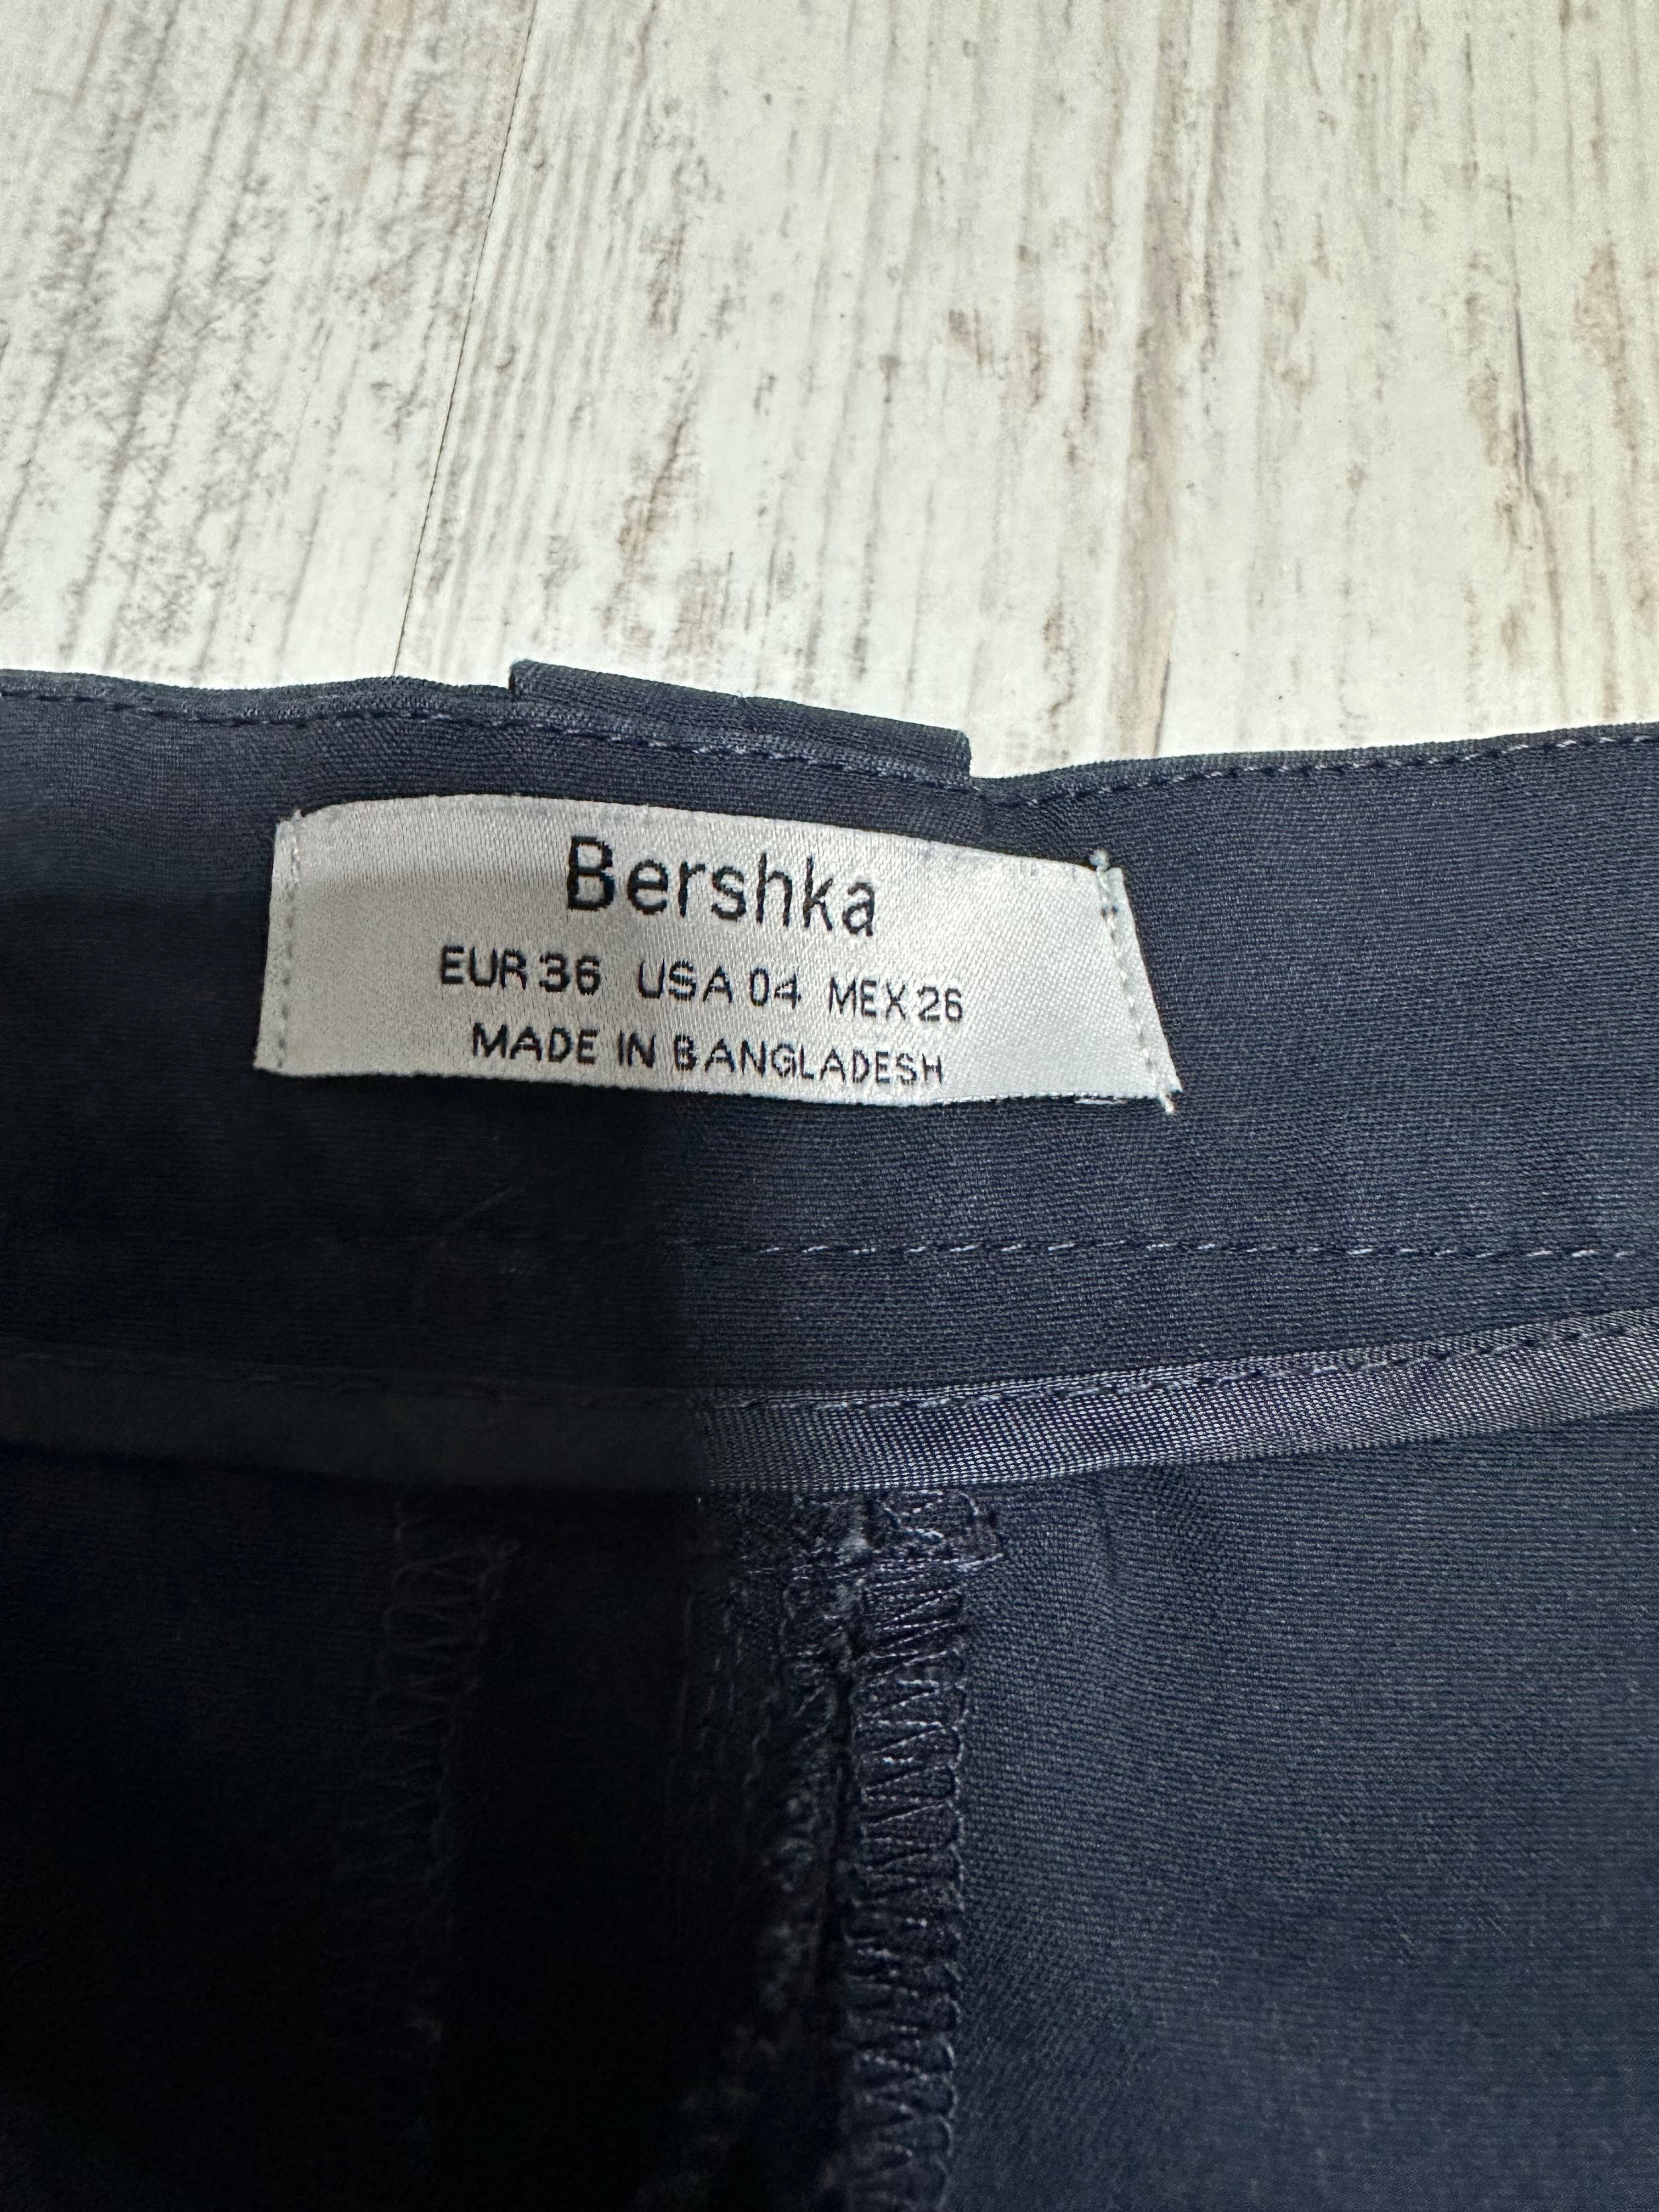 Bershka
EUR 36 USA 04 MEX 26
MADE IN BANGLADESH